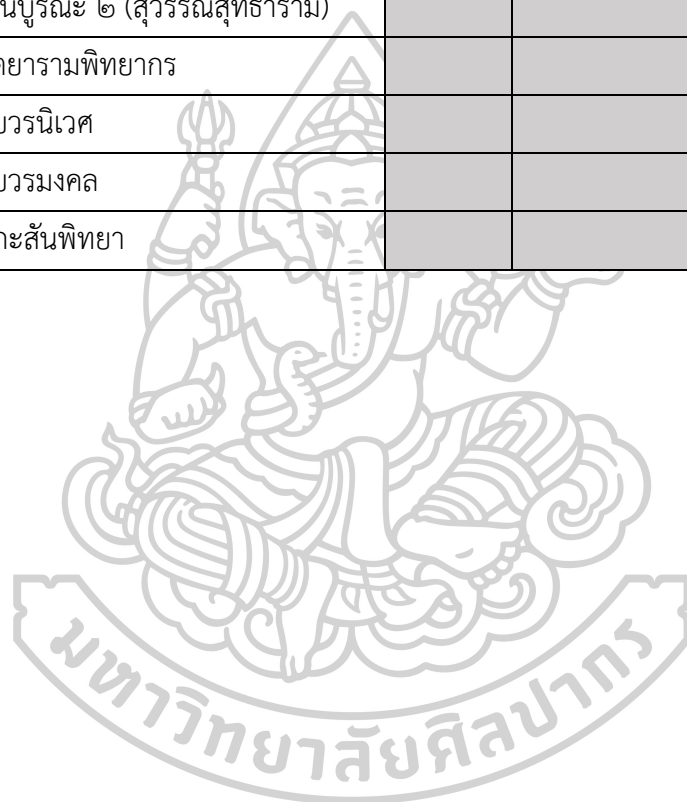 นบูรณะ ๒ (สุวรรณสุทธาราม)
ยารามพิทยากร
บวรนิเวศ
บวรมงคล
ะสันพิทยา
มหาวิทยาลัยศิลปากร